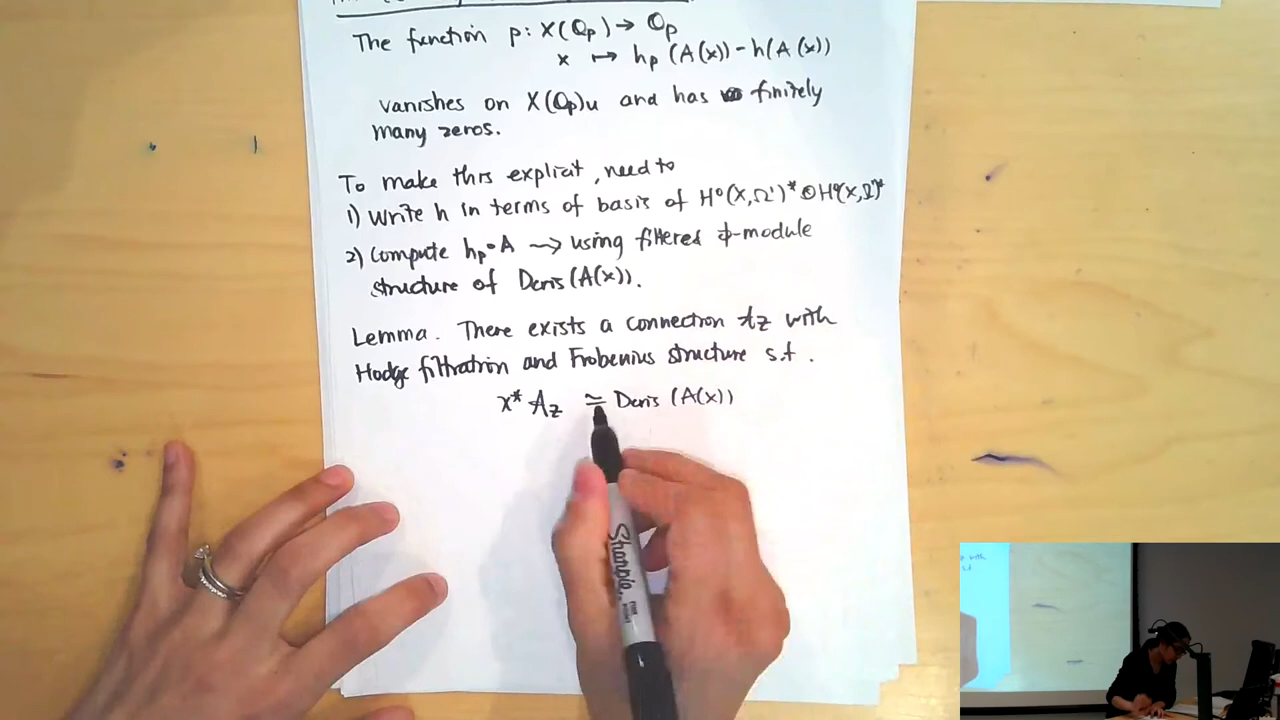 The function p: X(Qp) → Qp
x ↦ hp (A(x)) - h(A(x))
vanishes on X(Qp)u and has finitely
many zeros.
To make this explicit, need to
1) Write h in terms of basis of H⁰(X,Ω¹)* ⊗ H⁰(X,Ω¹)*
2) Compute hp∘A ⇝ using filtered φ-module
structure of Dcris (A(x)).
Lemma. There exists a connection Az with
Hodge filtration and Frobenius structure s.t.
x* Az ≃ Dcris (A(x))
Sharpie.